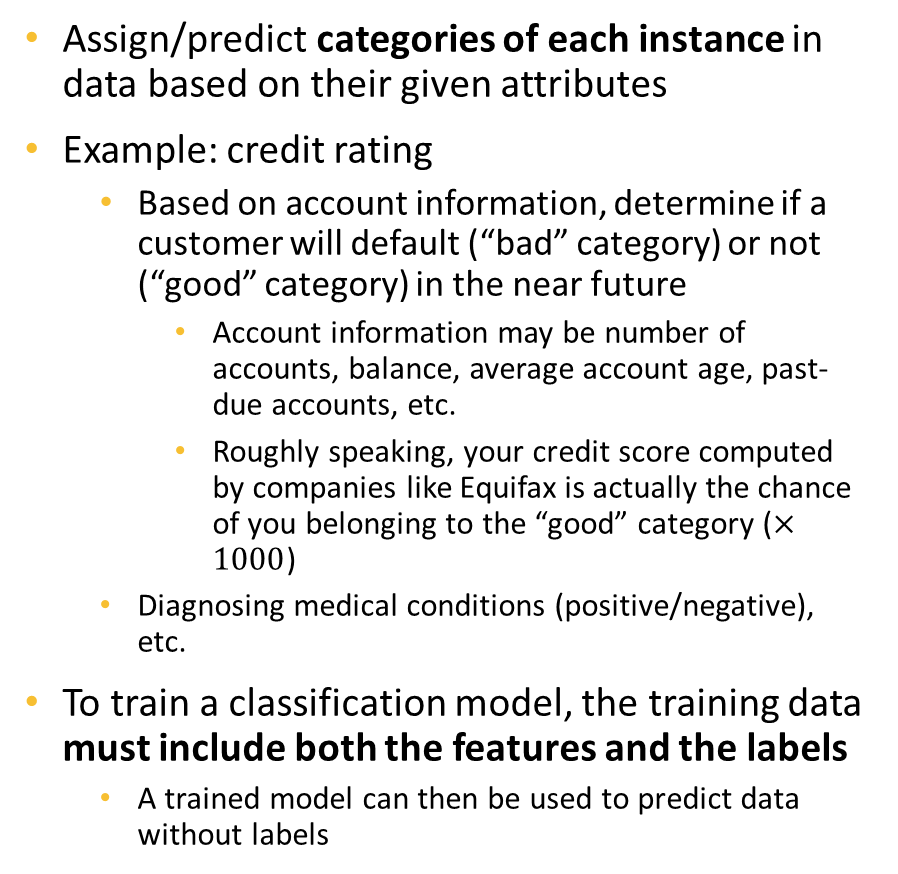 • Assign/predict categories of each instance in
data based on their given attributes
• Example: credit rating
• Based on account information, determine if a
customer will default (“bad” category) or not
(“good” category) in the near future
• Account information may be number of
accounts, balance, average account age, past-
due accounts, etc.
• Roughly speaking, your credit score computed
by companies like Equifax is actually the chance
of you belonging to the “good” category (×
1000)
• Diagnosing medical conditions (positive/negative),
etc.
• To train a classification model, the training data
must include both the features and the labels
• A trained model can then be used to predict data
without labels